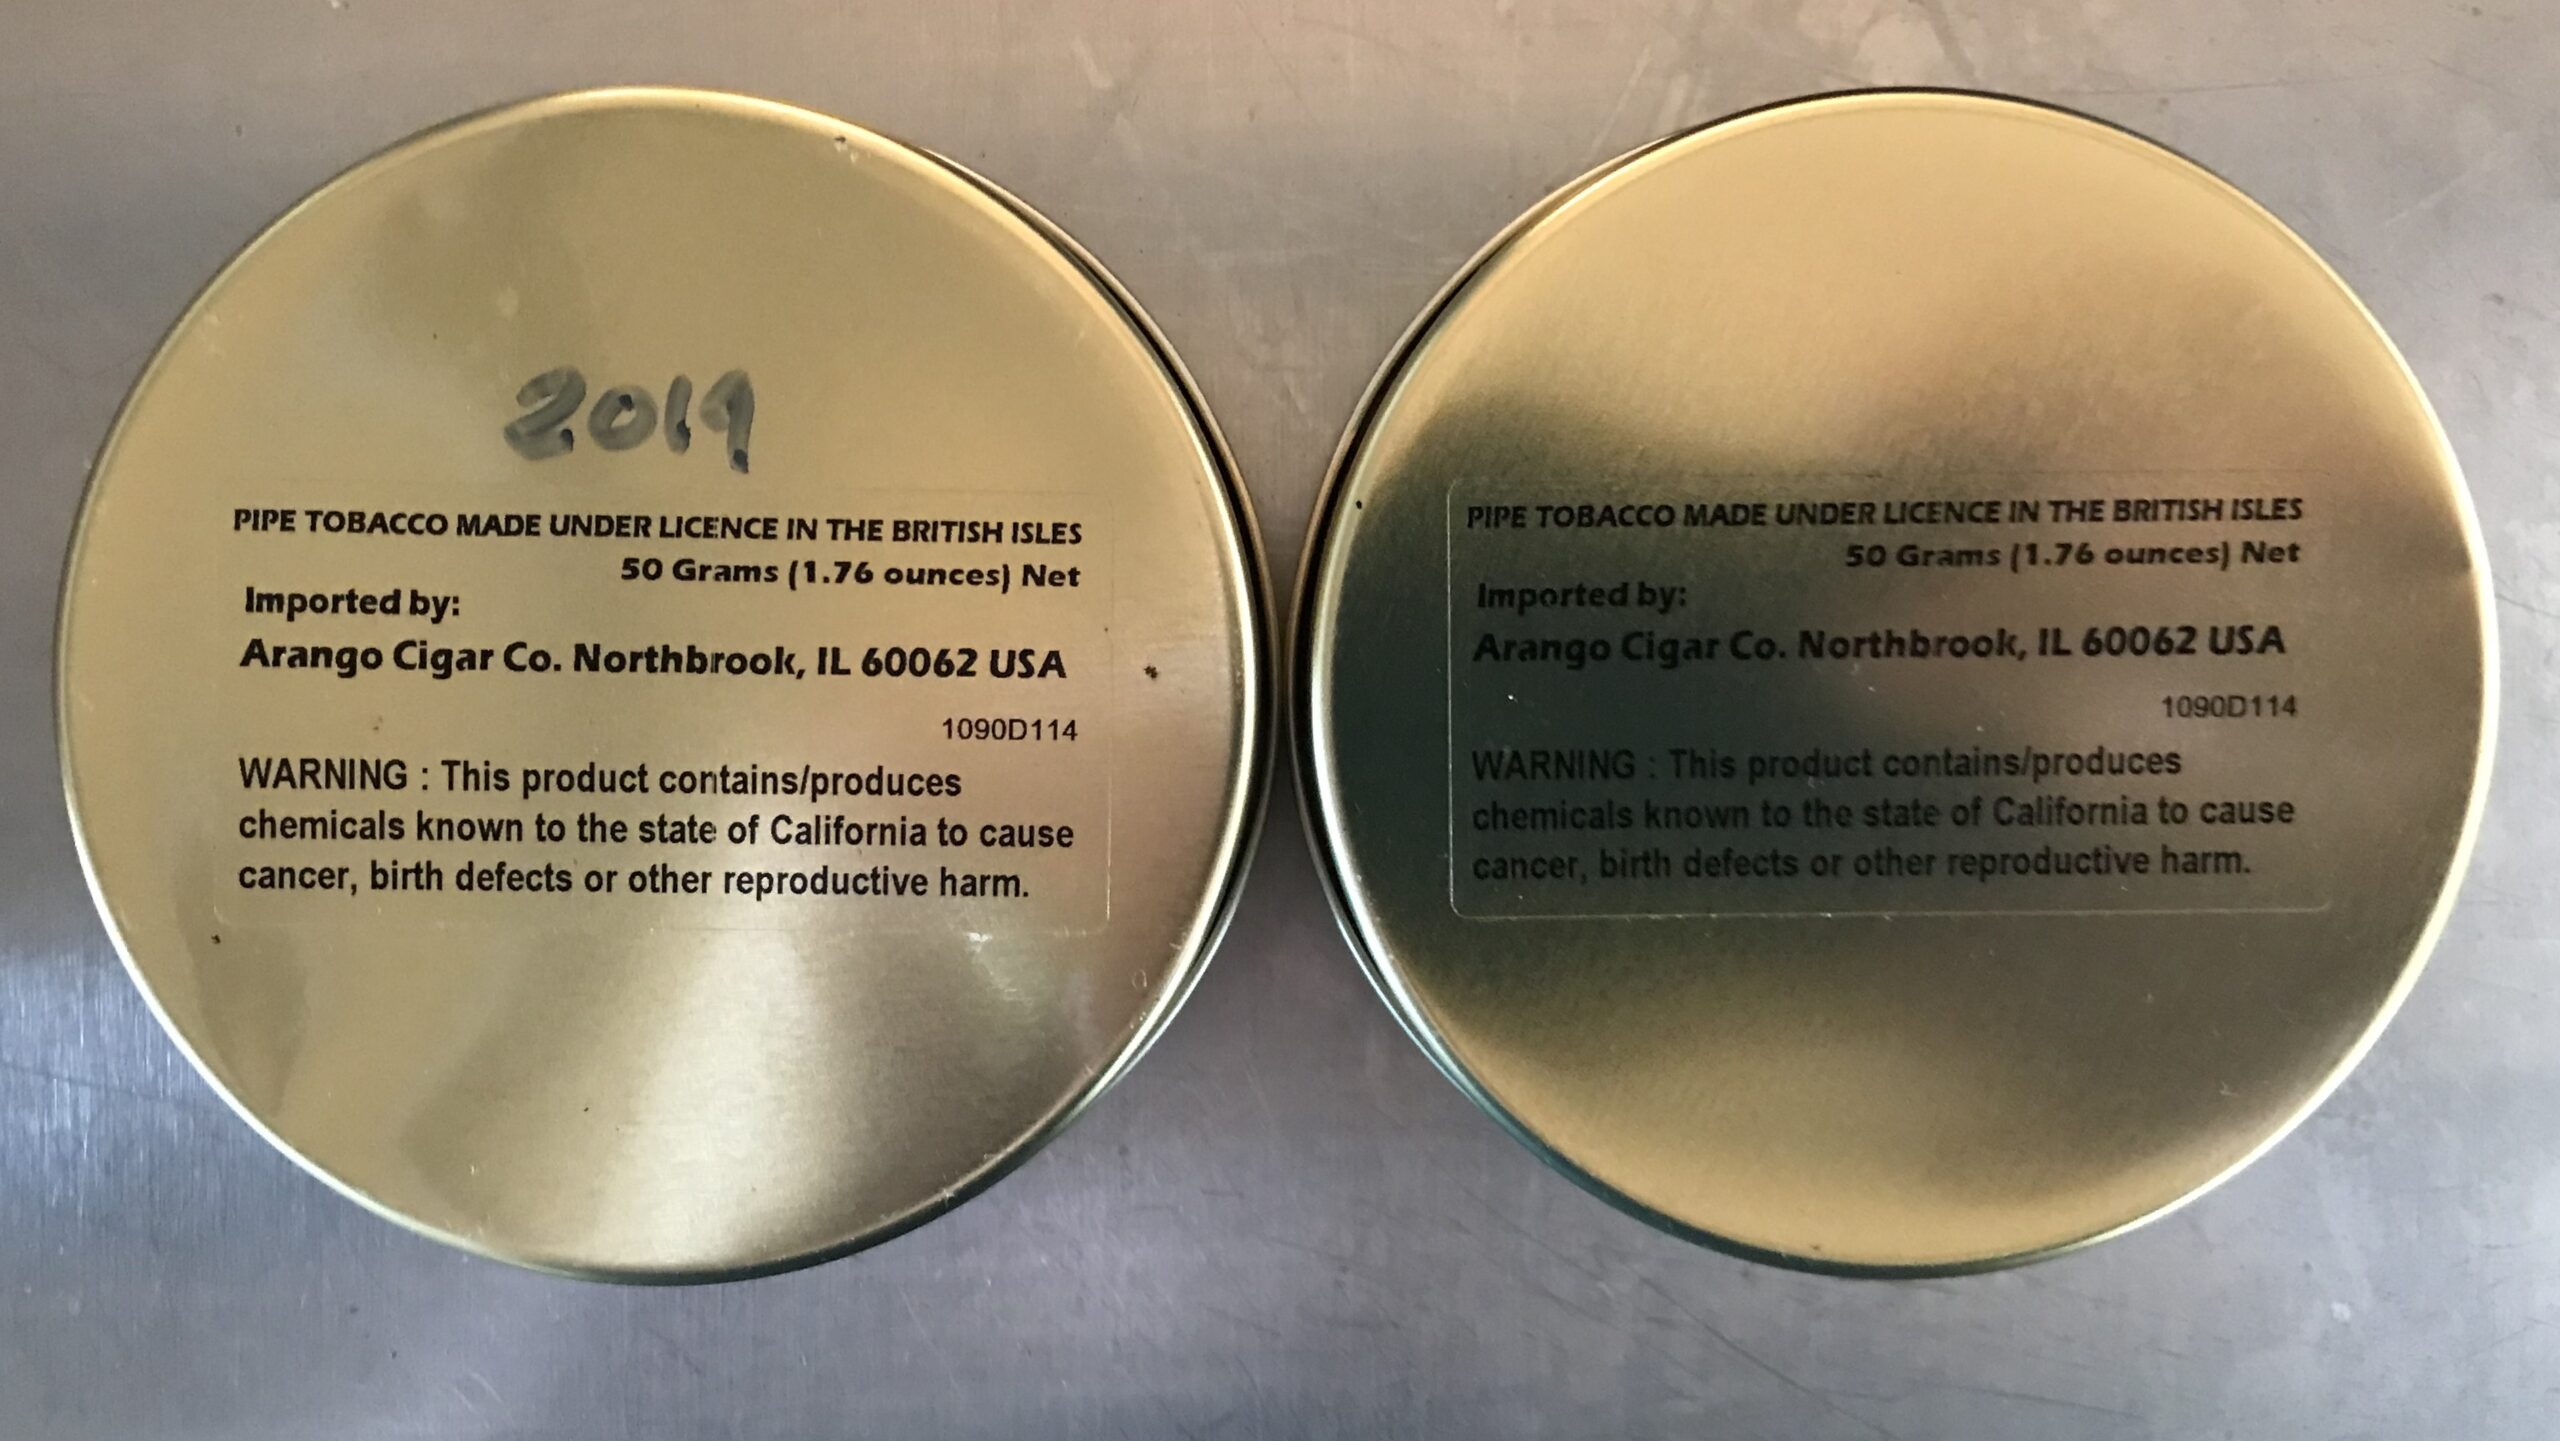 2019
PIPE TOBACCO MADE UNDER LICENCE IN THE BRITISH ISLES
50 Grams (1.76 ounces) Net
Imported by:
Arango Cigar Co. Northbrook, IL 60062 USA
1090D114
WARNING : This product contains/produces
chemicals known to the state of California to cause
cancer, birth defects or other reproductive harm.
PIPE TOBACCO MADE UNDER LICENCE IN THE BRITISH ISLES
50 Grams (1.76 ounces) Net
Imported by:
Arango Cigar Co. Northbrook, IL 60062 USA
1090D114
WARNING : This product contains/produces
chemicals known to the state of California to cause
cancer, birth defects or other reproductive harm.